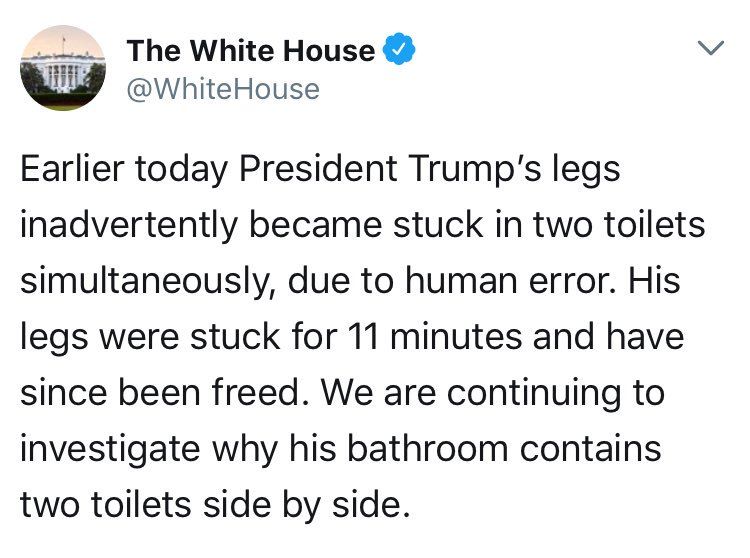 The White House
@WhiteHouse
Earlier today President Trump’s legs
inadvertently became stuck in two toilets
simultaneously, due to human error. His
legs were stuck for 11 minutes and have
since been freed. We are continuing to
investigate why his bathroom contains
two toilets side by side.